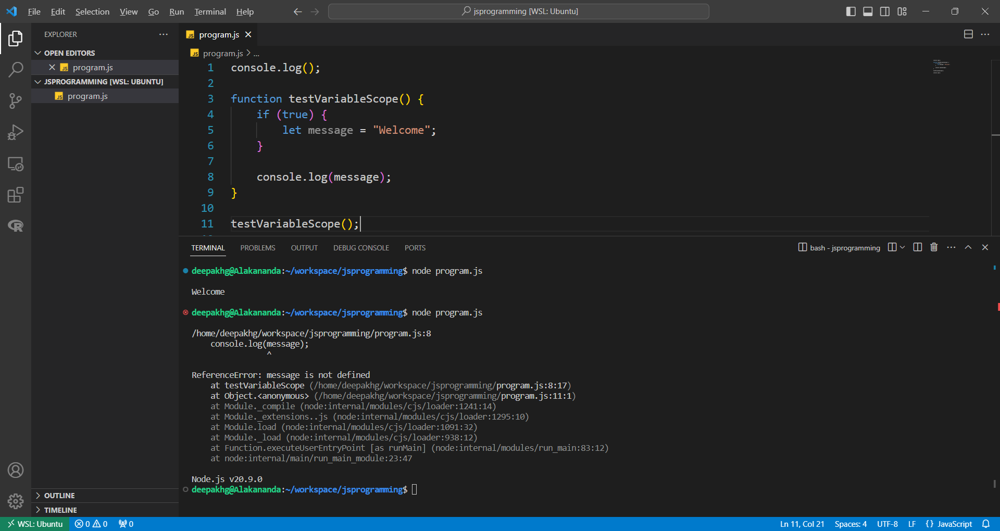 File Edit Selection View Go Run Terminal Help
jsprogramming [WSL: Ubuntu]
EXPLORER
OPEN EDITORS
JS program.js
JSPROGRAMMING [WSL: UBUNTU]
JS program.js
OUTLINE
TIMELINE
JS program.js
JS program.js > ...
1 console.log();
2
3 function testVariableScope() {
4     if (true) {
5         let message = "Welcome";
6     }
7
8     console.log(message);
9 }
10
11 testVariableScope();
TERMINAL PROBLEMS OUTPUT DEBUG CONSOLE PORTS
bash - jsprogramming
deepakhg@Alakananda:~/workspace/jsprogramming$ node program.js
Welcome
deepakhg@Alakananda:~/workspace/jsprogramming$ node program.js
/home/deepakhg/workspace/jsprogramming/program.js:8
    console.log(message);
                ^
ReferenceError: message is not defined
    at testVariableScope (/home/deepakhg/workspace/jsprogramming/program.js:8:17)
    at Object.<anonymous> (/home/deepakhg/workspace/jsprogramming/program.js:11:1)
    at Module._compile (node:internal/modules/cjs/loader:1241:14)
    at Module._extensions..js (node:internal/modules/cjs/loader:1295:10)
    at Module.load (node:internal/modules/cjs/loader:1091:32)
    at Module._load (node:internal/modules/cjs/loader:938:12)
    at Function.executeUserEntryPoint [as runMain] (node:internal/modules/run_main:83:12)
    at node:internal/main/run_main_module:23:47
Node.js v20.9.0
deepakhg@Alakananda:~/workspace/jsprogramming$
WSL: Ubuntu 0 0 0 Ln 11, Col 21 Spaces: 4 UTF-8 LF {} JavaScript